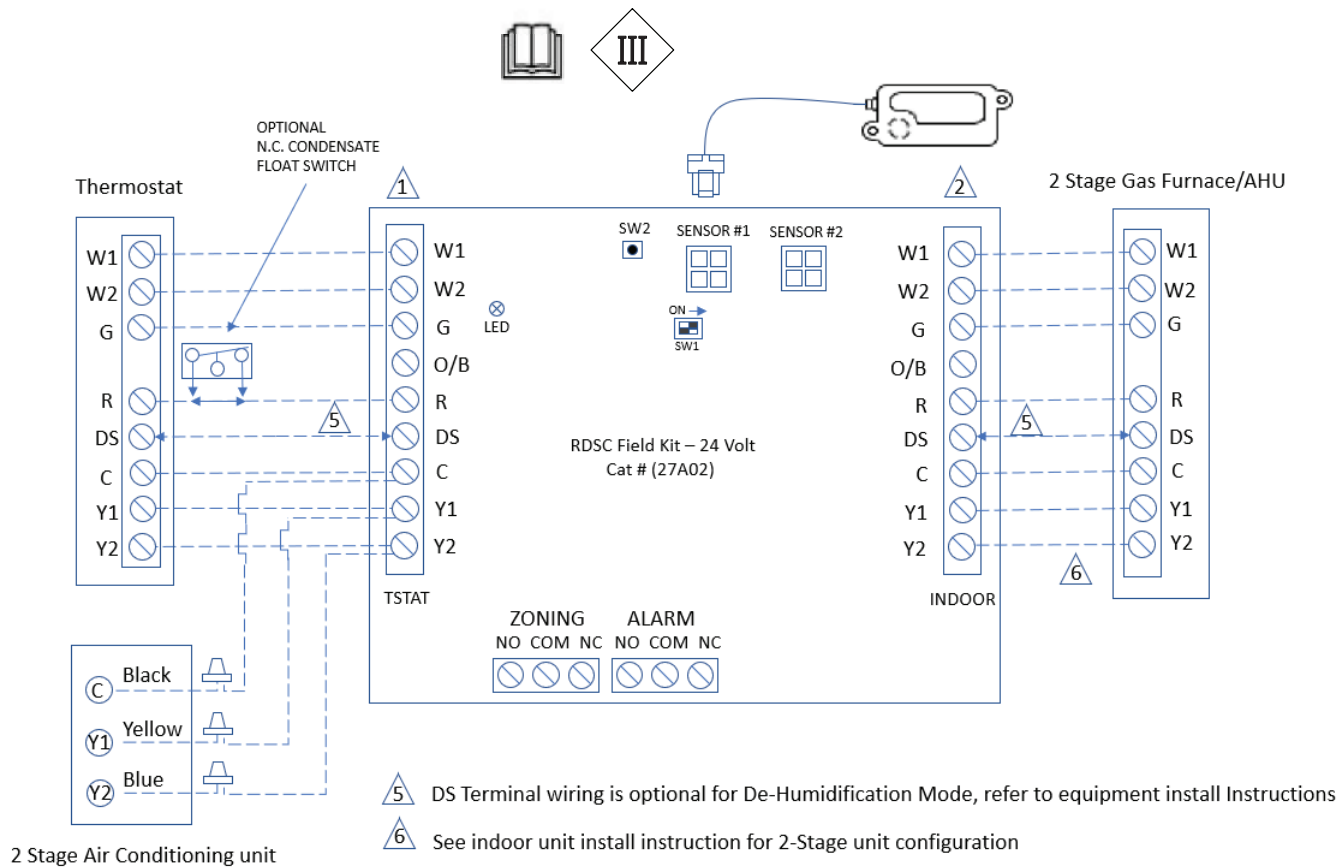 III
OPTIONAL
N.C. CONDENSATE
FLOAT SWITCH
Thermostat
1
2
2 Stage Gas Furnace/AHU
W1
W2
G
R
DS
C
Y1
Y2
W1
W2
G
O/B
R
DS
C
Y1
Y2
TSTAT
LED
SW2
SENSOR #1
SENSOR #2
ON
SW1
5
RDSC Field Kit – 24 Volt
Cat # (27A02)
W1
W2
G
O/B
R
DS
C
Y1
Y2
INDOOR
5
6
W1
W2
G
R
DS
C
Y1
Y2
ZONING
NO COM NC
ALARM
NO COM NC
C
Black
Y1
Yellow
Y2
Blue
2 Stage Air Conditioning unit
5 DS Terminal wiring is optional for De-Humidification Mode, refer to equipment install Instructions
6 See indoor unit install instruction for 2-Stage unit configuration